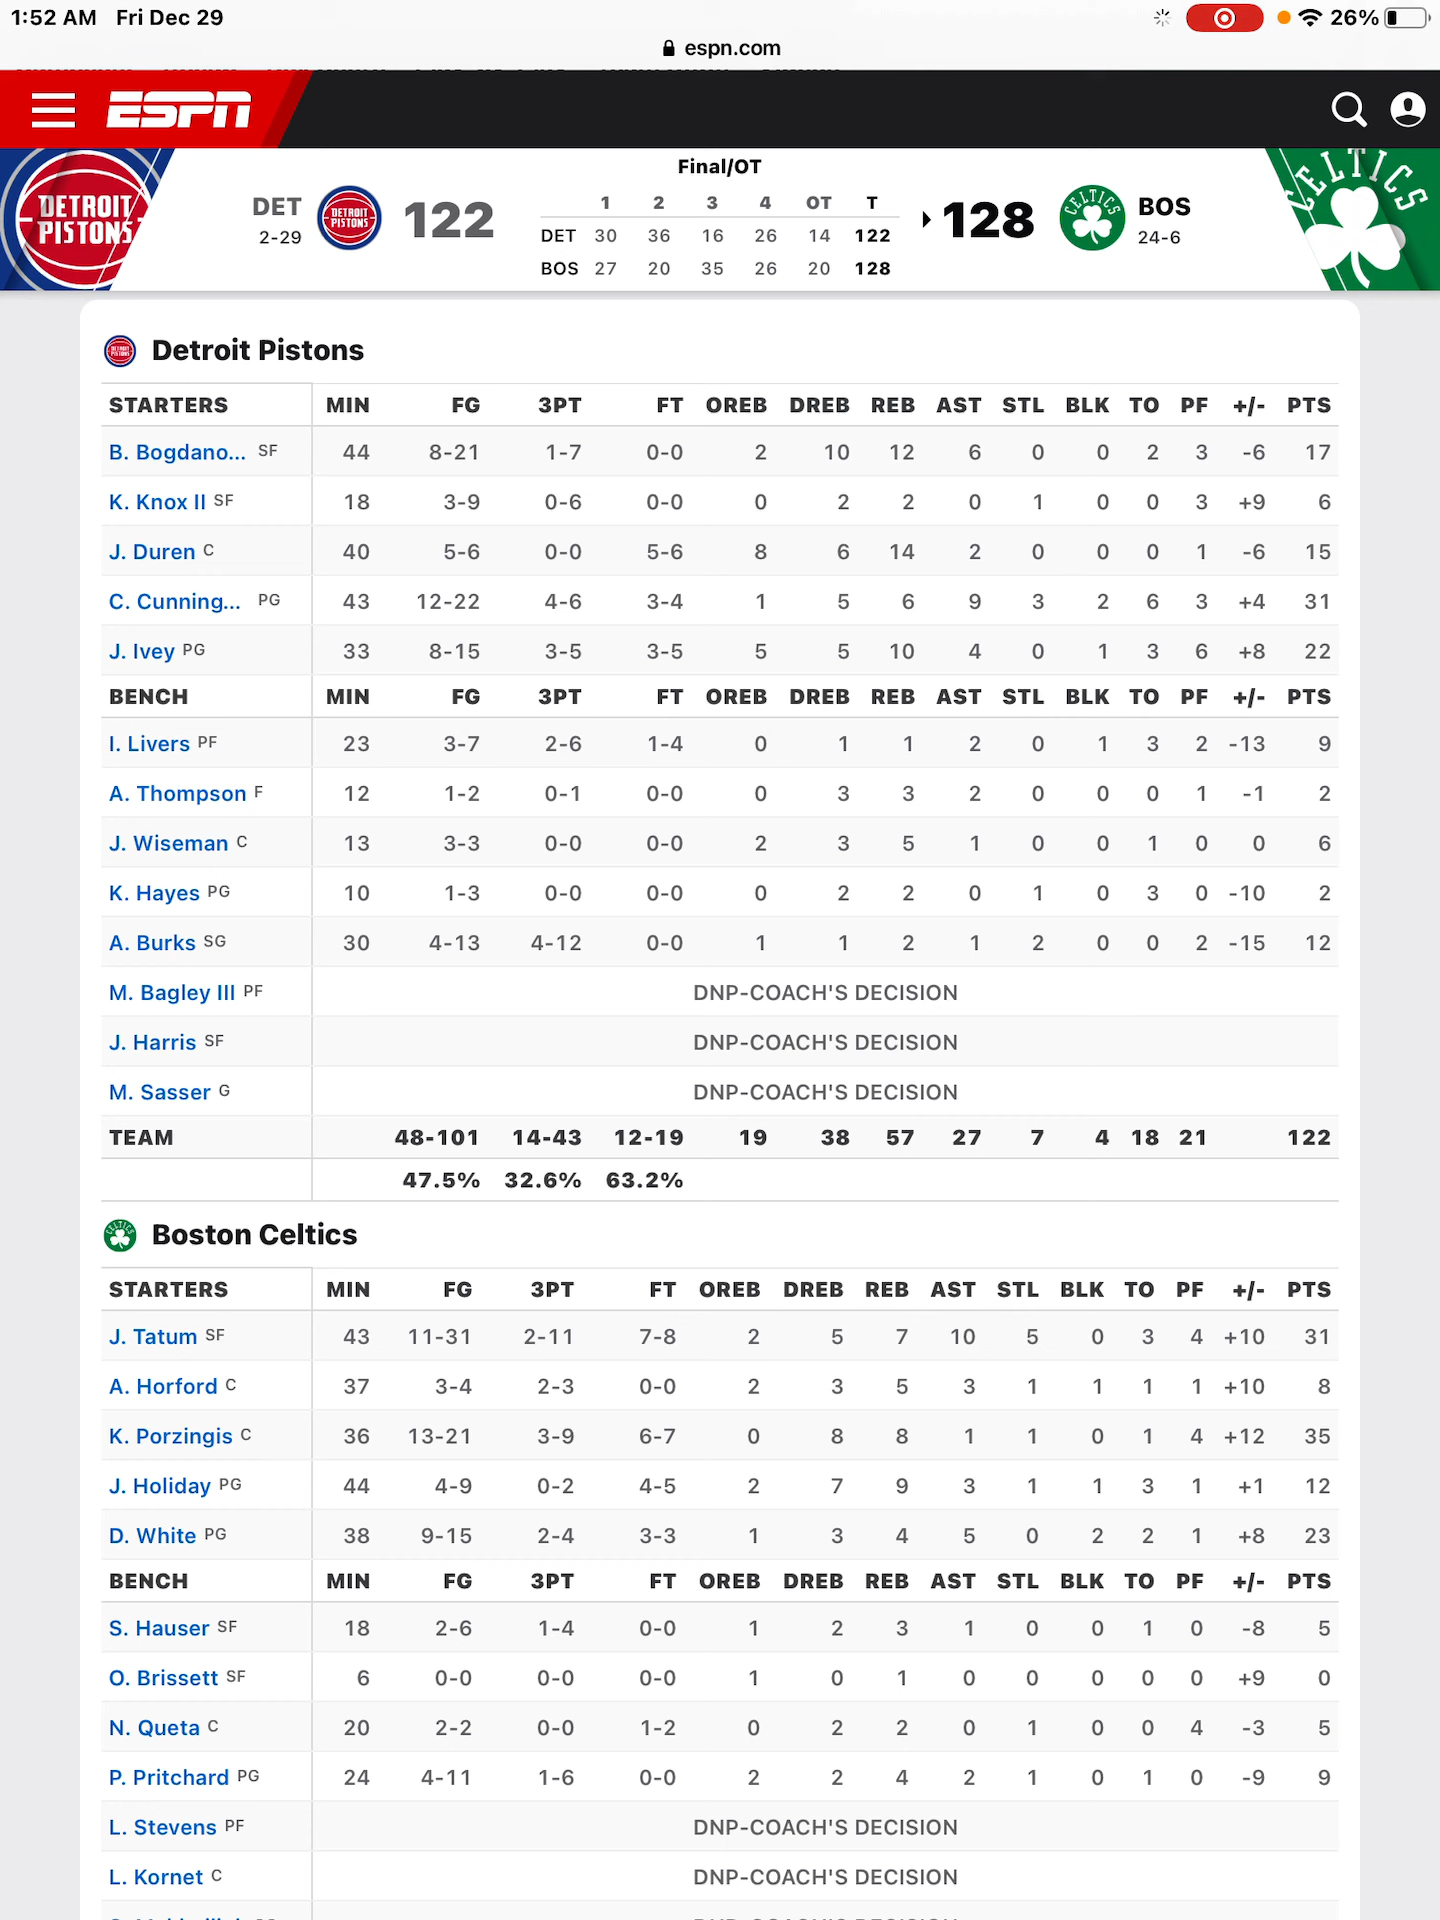 1:52 AM Fri Dec 29 26%
espn.com
ESPN
DETROIT
PISTONS
CELTICS
Final/OT
DET 2-29 DETROIT PISTONS 122
1 2 3 4 OT T
DET 30 36 16 26 14 122
BOS 27 20 35 26 20 128
128 CELTICS BOS 24-6
Detroit Pistons
STARTERS MIN FG 3PT FT OREB DREB REB AST STL BLK TO PF +/- PTS
B. Bogdano... SF 44 8-21 1-7 0-0 2 10 12 6 0 0 2 3 -6 17
K. Knox II SF 18 3-9 0-6 0-0 0 2 2 0 1 0 0 3 +9 6
J. Duren C 40 5-6 0-0 5-6 8 6 14 2 0 0 0 1 -6 15
C. Cunning... PG 43 12-22 4-6 3-4 1 5 6 9 3 2 6 3 +4 31
J. Ivey PG 33 8-15 3-5 3-5 5 5 10 4 0 1 3 6 +8 22
BENCH MIN FG 3PT FT OREB DREB REB AST STL BLK TO PF +/- PTS
I. Livers PF 23 3-7 2-6 1-4 0 1 1 2 0 1 3 2 -13 9
A. Thompson F 12 1-2 0-1 0-0 0 3 3 2 0 0 0 1 -1 2
J. Wiseman C 13 3-3 0-0 0-0 2 3 5 1 0 0 1 0 0 6
K. Hayes PG 10 1-3 0-0 0-0 0 2 2 0 1 0 3 0 -10 2
A. Burks SG 30 4-13 4-12 0-0 1 1 2 1 2 0 0 2 -15 12
M. Bagley III PF DNP-COACH'S DECISION
J. Harris SF DNP-COACH'S DECISION
M. Sasser G DNP-COACH'S DECISION
TEAM 48-101 14-43 12-19 19 38 57 27 7 4 18 21 122
47.5% 32.6% 63.2%
Boston Celtics
STARTERS MIN FG 3PT FT OREB DREB REB AST STL BLK TO PF +/- PTS
J. Tatum SF 43 11-31 2-11 7-8 2 5 7 10 5 0 3 4 +10 31
A. Horford C 37 3-4 2-3 0-0 2 3 5 3 1 1 1 1 +10 8
K. Porzingis C 36 13-21 3-9 6-7 0 8 8 1 1 0 1 4 +12 35
J. Holiday PG 44 4-9 0-2 4-5 2 7 9 3 1 1 3 1 +1 12
D. White PG 38 9-15 2-4 3-3 1 3 4 5 0 2 2 1 +8 23
BENCH MIN FG 3PT FT OREB DREB REB AST STL BLK TO PF +/- PTS
S. Hauser SF 18 2-6 1-4 0-0 1 2 3 1 0 0 1 0 -8 5
O. Brissett SF 6 0-0 0-0 0-0 1 0 1 0 0 0 0 0 +9 0
N. Queta C 20 2-2 0-0 1-2 0 2 2 0 1 0 0 4 -3 5
P. Pritchard PG 24 4-11 1-6 0-0 2 2 4 2 1 0 1 0 -9 9
L. Stevens PF DNP-COACH'S DECISION
L. Kornet C DNP-COACH'S DECISION